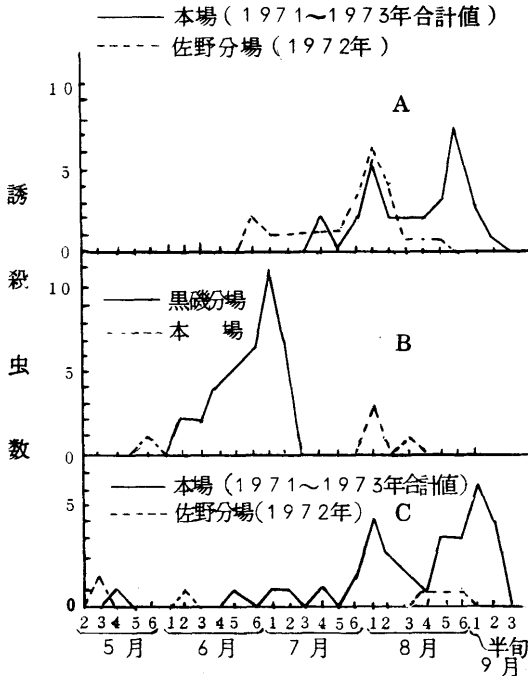 本場(1971～1973年合計値)
佐野分場(1972年)
10
A
5
0
誘殺虫数
10
黒磯分場
本 場
B
5
0
本場(1971～1973年合計値)
佐野分場(1972年)
C
5
0
2 3 4 5 6 1 2 3 4 5 6 1 2 3 4 5 6 1 2 3 4 5 6 1 2 3 半旬
5月 6月 7月 8月 9月